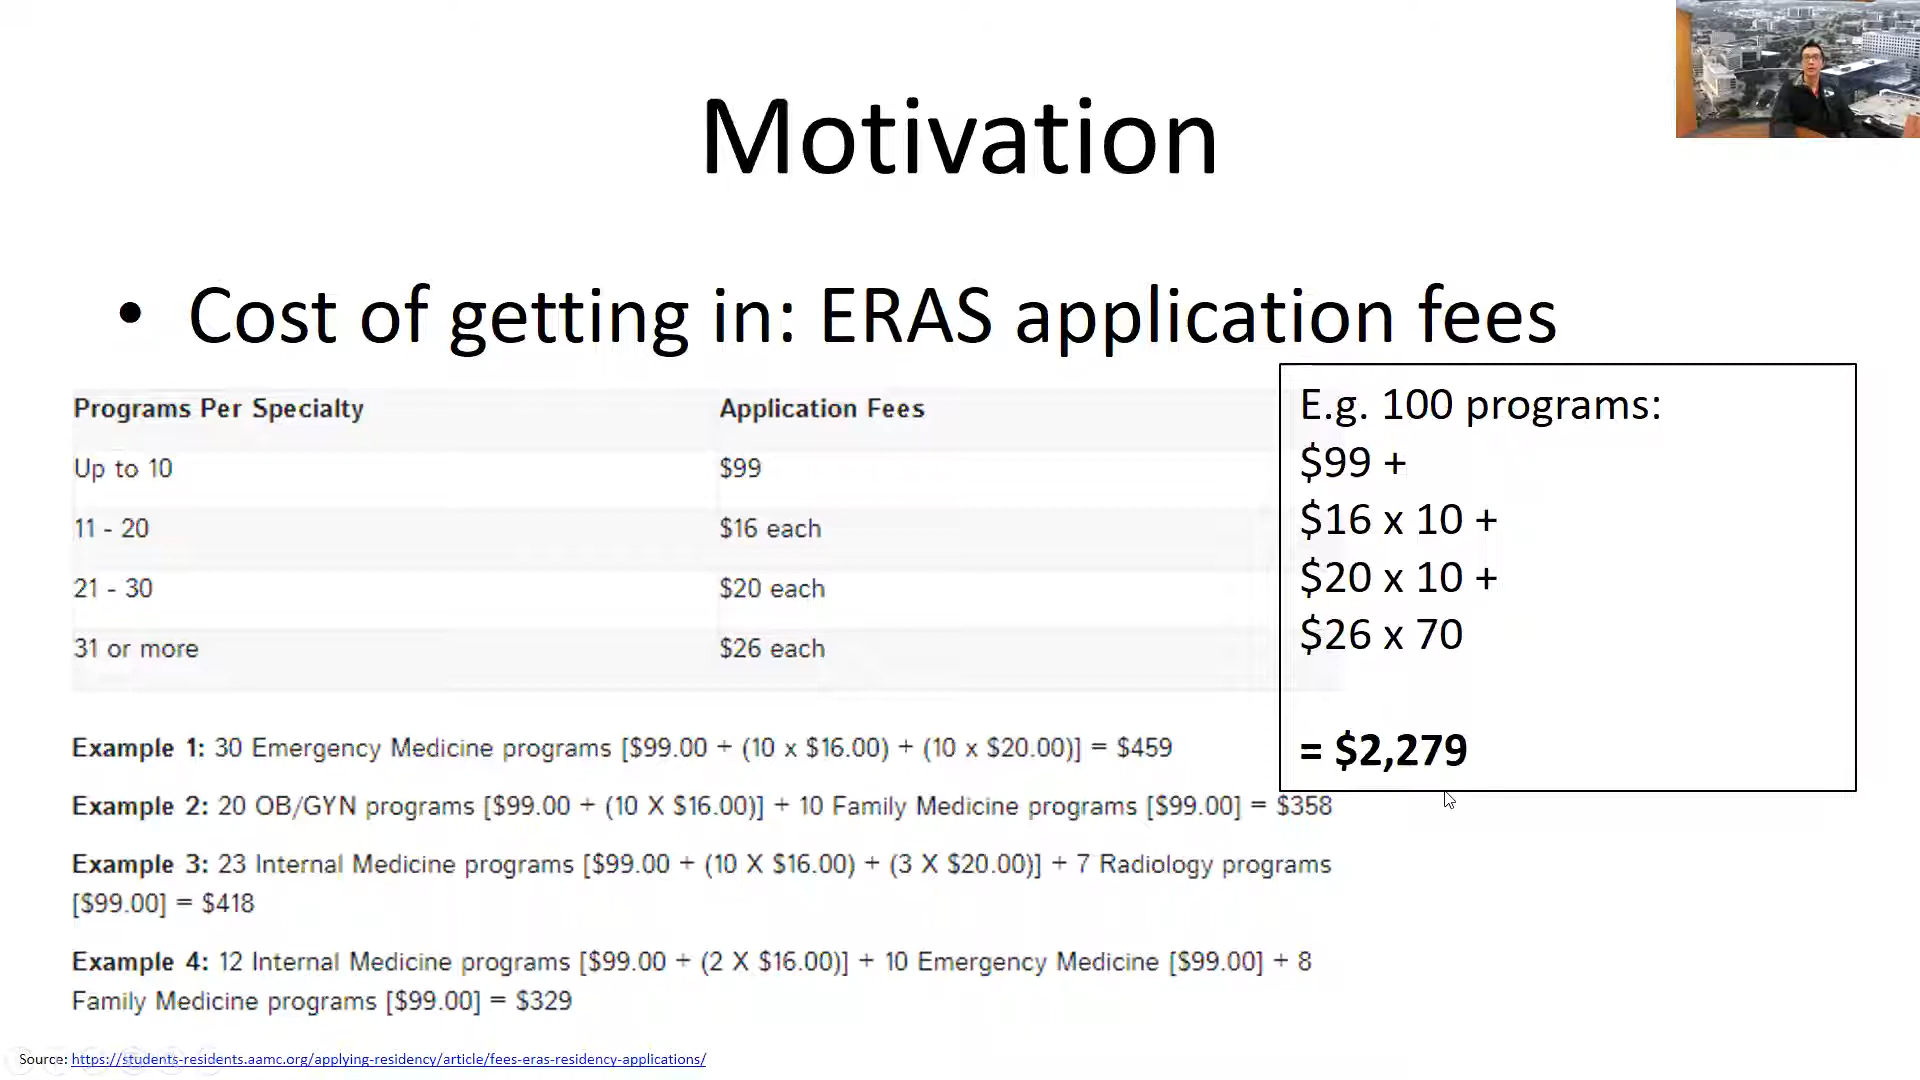 Motivation
• Cost of getting in: ERAS application fees
Programs Per Specialty Application Fees
Up to 10 $99
11 - 20 $16 each
21 - 30 $20 each
31 or more $26 each
E.g. 100 programs:
$99 +
$16 x 10 +
$20 x 10 +
$26 x 70
= $2,279
Example 1: 30 Emergency Medicine programs [$99.00 + (10 x $16.00) + (10 x $20.00)] = $459
Example 2: 20 OB/GYN programs [$99.00 + (10 X $16.00)] + 10 Family Medicine programs [$99.00] = $358
Example 3: 23 Internal Medicine programs [$99.00 + (10 X $16.00) + (3 X $20.00)] + 7 Radiology programs
[$99.00] = $418
Example 4: 12 Internal Medicine programs [$99.00 + (2 X $16.00)] + 10 Emergency Medicine [$99.00] + 8
Family Medicine programs [$99.00] = $329
Source: https://students-residents.aamc.org/applying-residency/article/fees-eras-residency-applications/